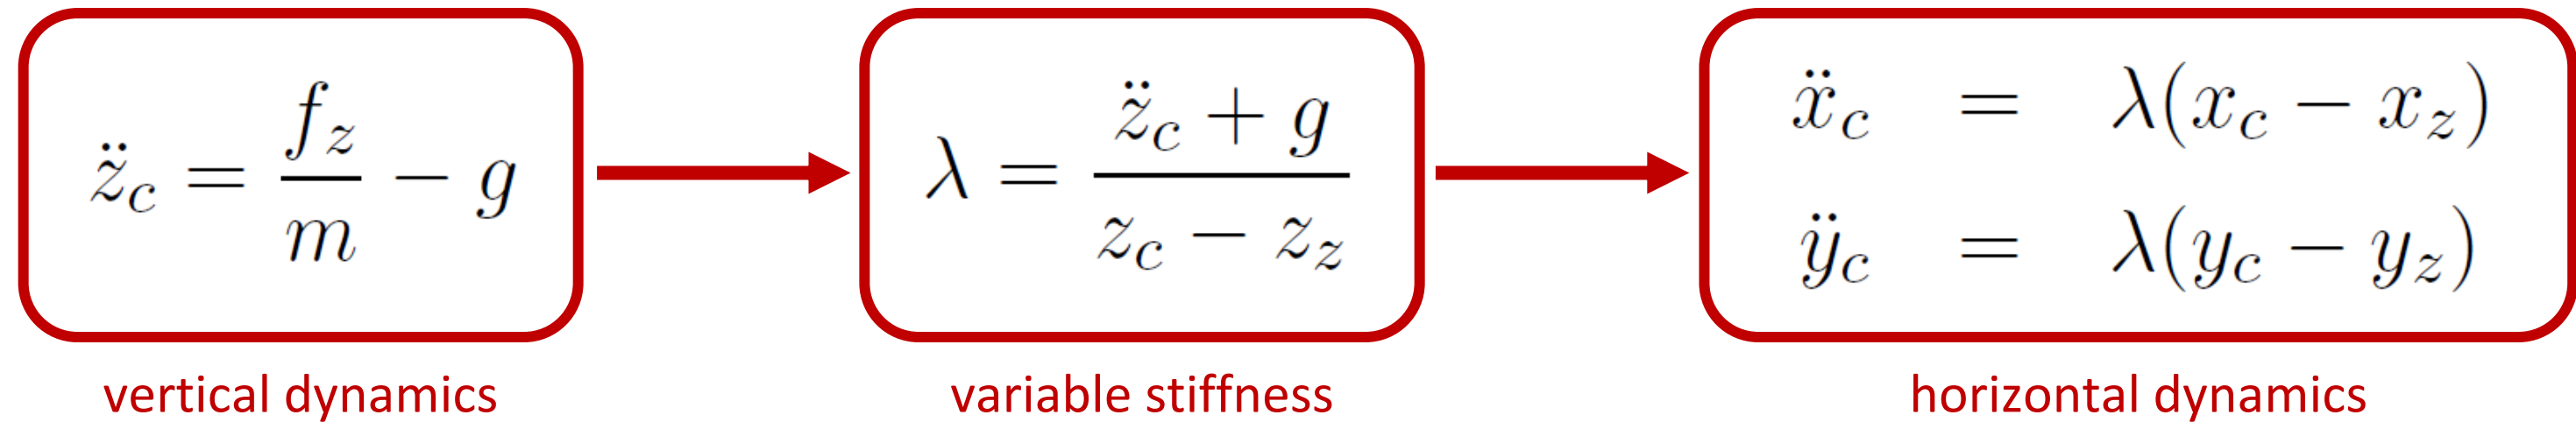 z̈_c = f_z / m − g
vertical dynamics
λ = (z̈_c + g) / (z_c − z_z)
variable stiffness
ẍ_c = λ(x_c − x_z)
ÿ_c = λ(y_c − y_z)
horizontal dynamics